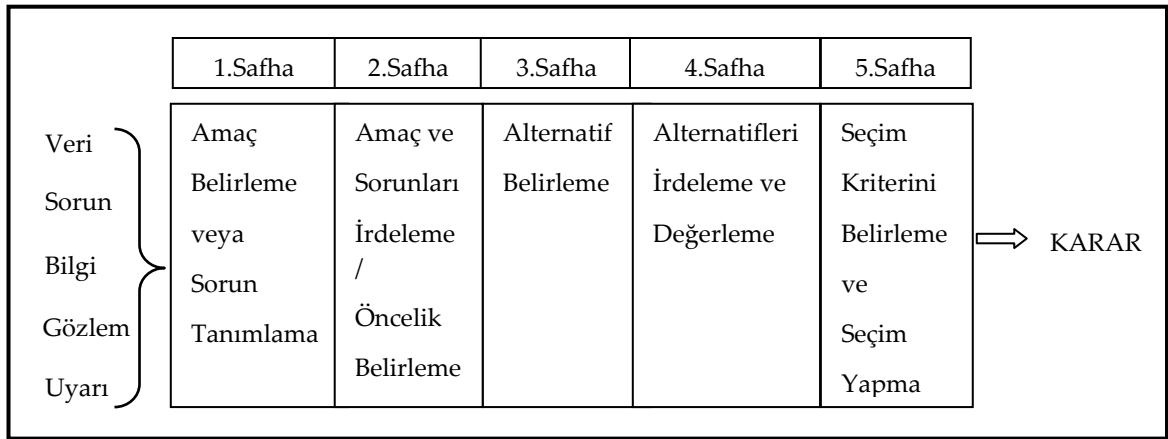 1.Safha 2.Safha 3.Safha 4.Safha 5.Safha
Veri
Sorun
Bilgi
Gözlem
Uyarı
Amaç
Belirleme
veya
Sorun
Tanımlama
Amaç ve
Sorunları
İrdeleme
/
Öncelik
Belirleme
Alternatif
Belirleme
Alternatifleri
İrdeleme ve
Değerleme
Seçim
Kriterini
Belirleme
ve
Seçim
Yapma
KARAR